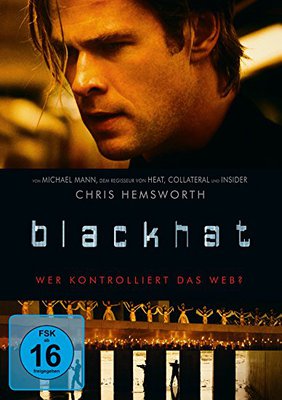 VON MICHAEL MANN, DEM REGISSEUR VON HEAT, COLLATERAL UND INSIDER
CHRIS HEMSWORTH
blackhat
WER KONTROLLIERT DAS WEB?
FSK
ab
16
freigegeben